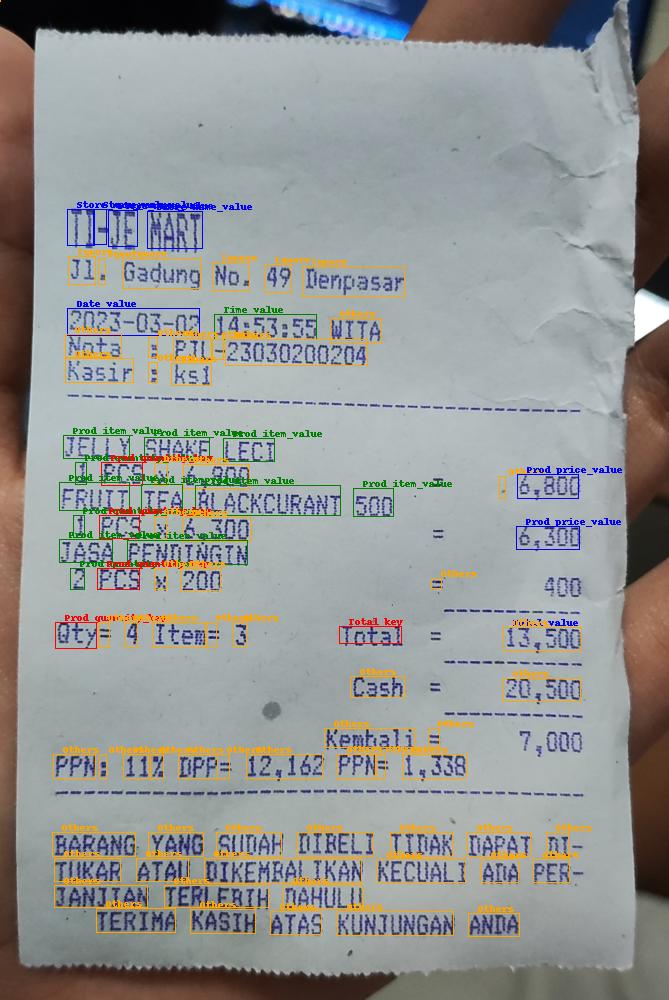 TI-JE MART
Jl. Gadung No. 49 Denpasar
2023-03-02 14:53:55 WITA
Nota : PJL-23030200204
Kasir : ks1
JELLY SHAKE LECI
1 PCS x 6,800 = 6,800
FRUIT TEA BLACKCURANT 500
1 PCS x 6,300 = 6,300
JASA PENDINGIN
2 PCS x 200 = 400
Qty= 4 Item= 3 Total = 13,500
Cash = 20,500
Kembali = 7,000
PPN: 11% DPP= 12,162 PPN= 1,338
BARANG YANG SUDAH DIBELI TIDAK DAPAT DI-
TUKAR ATAU DIKEMBALIKAN KECUALI ADA PER-
JANJIAN TERLEBIH DAHULU
TERIMA KASIH ATAS KUNJUNGAN ANDA